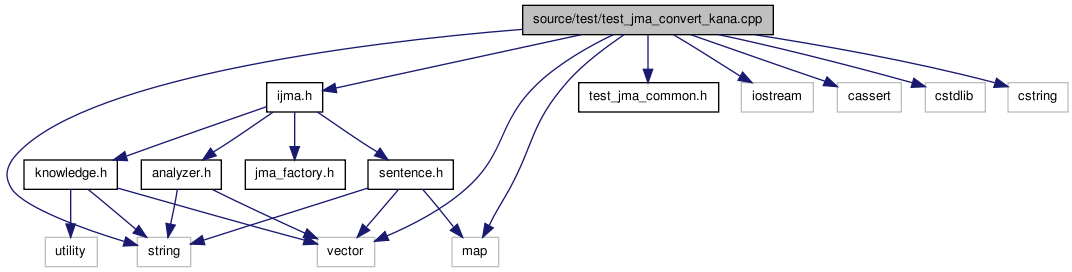 source/test/test_jma_convert_kana.cpp
ijma.h
test_jma_common.h
iostream
cassert
cstdlib
cstring
knowledge.h
analyzer.h
jma_factory.h
sentence.h
utility
string
vector
map